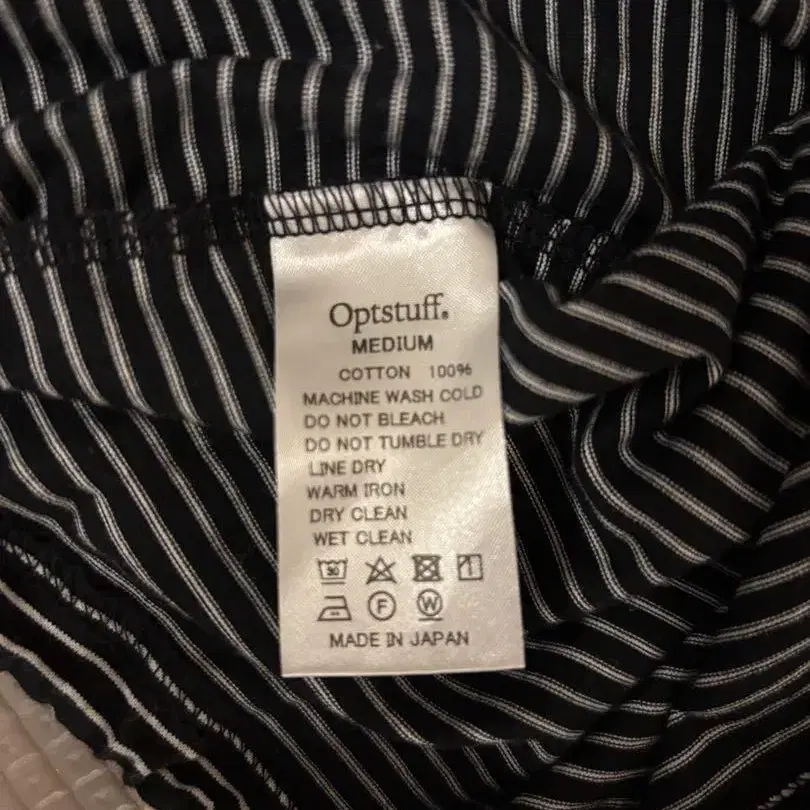 Optstuff.
MEDIUM
COTTON 100%
MACHINE WASH COLD
DO NOT BLEACH
DO NOT TUMBLE DRY
LINE DRY
WARM IRON
DRY CLEAN
WET CLEAN
30
F W
MADE IN JAPAN